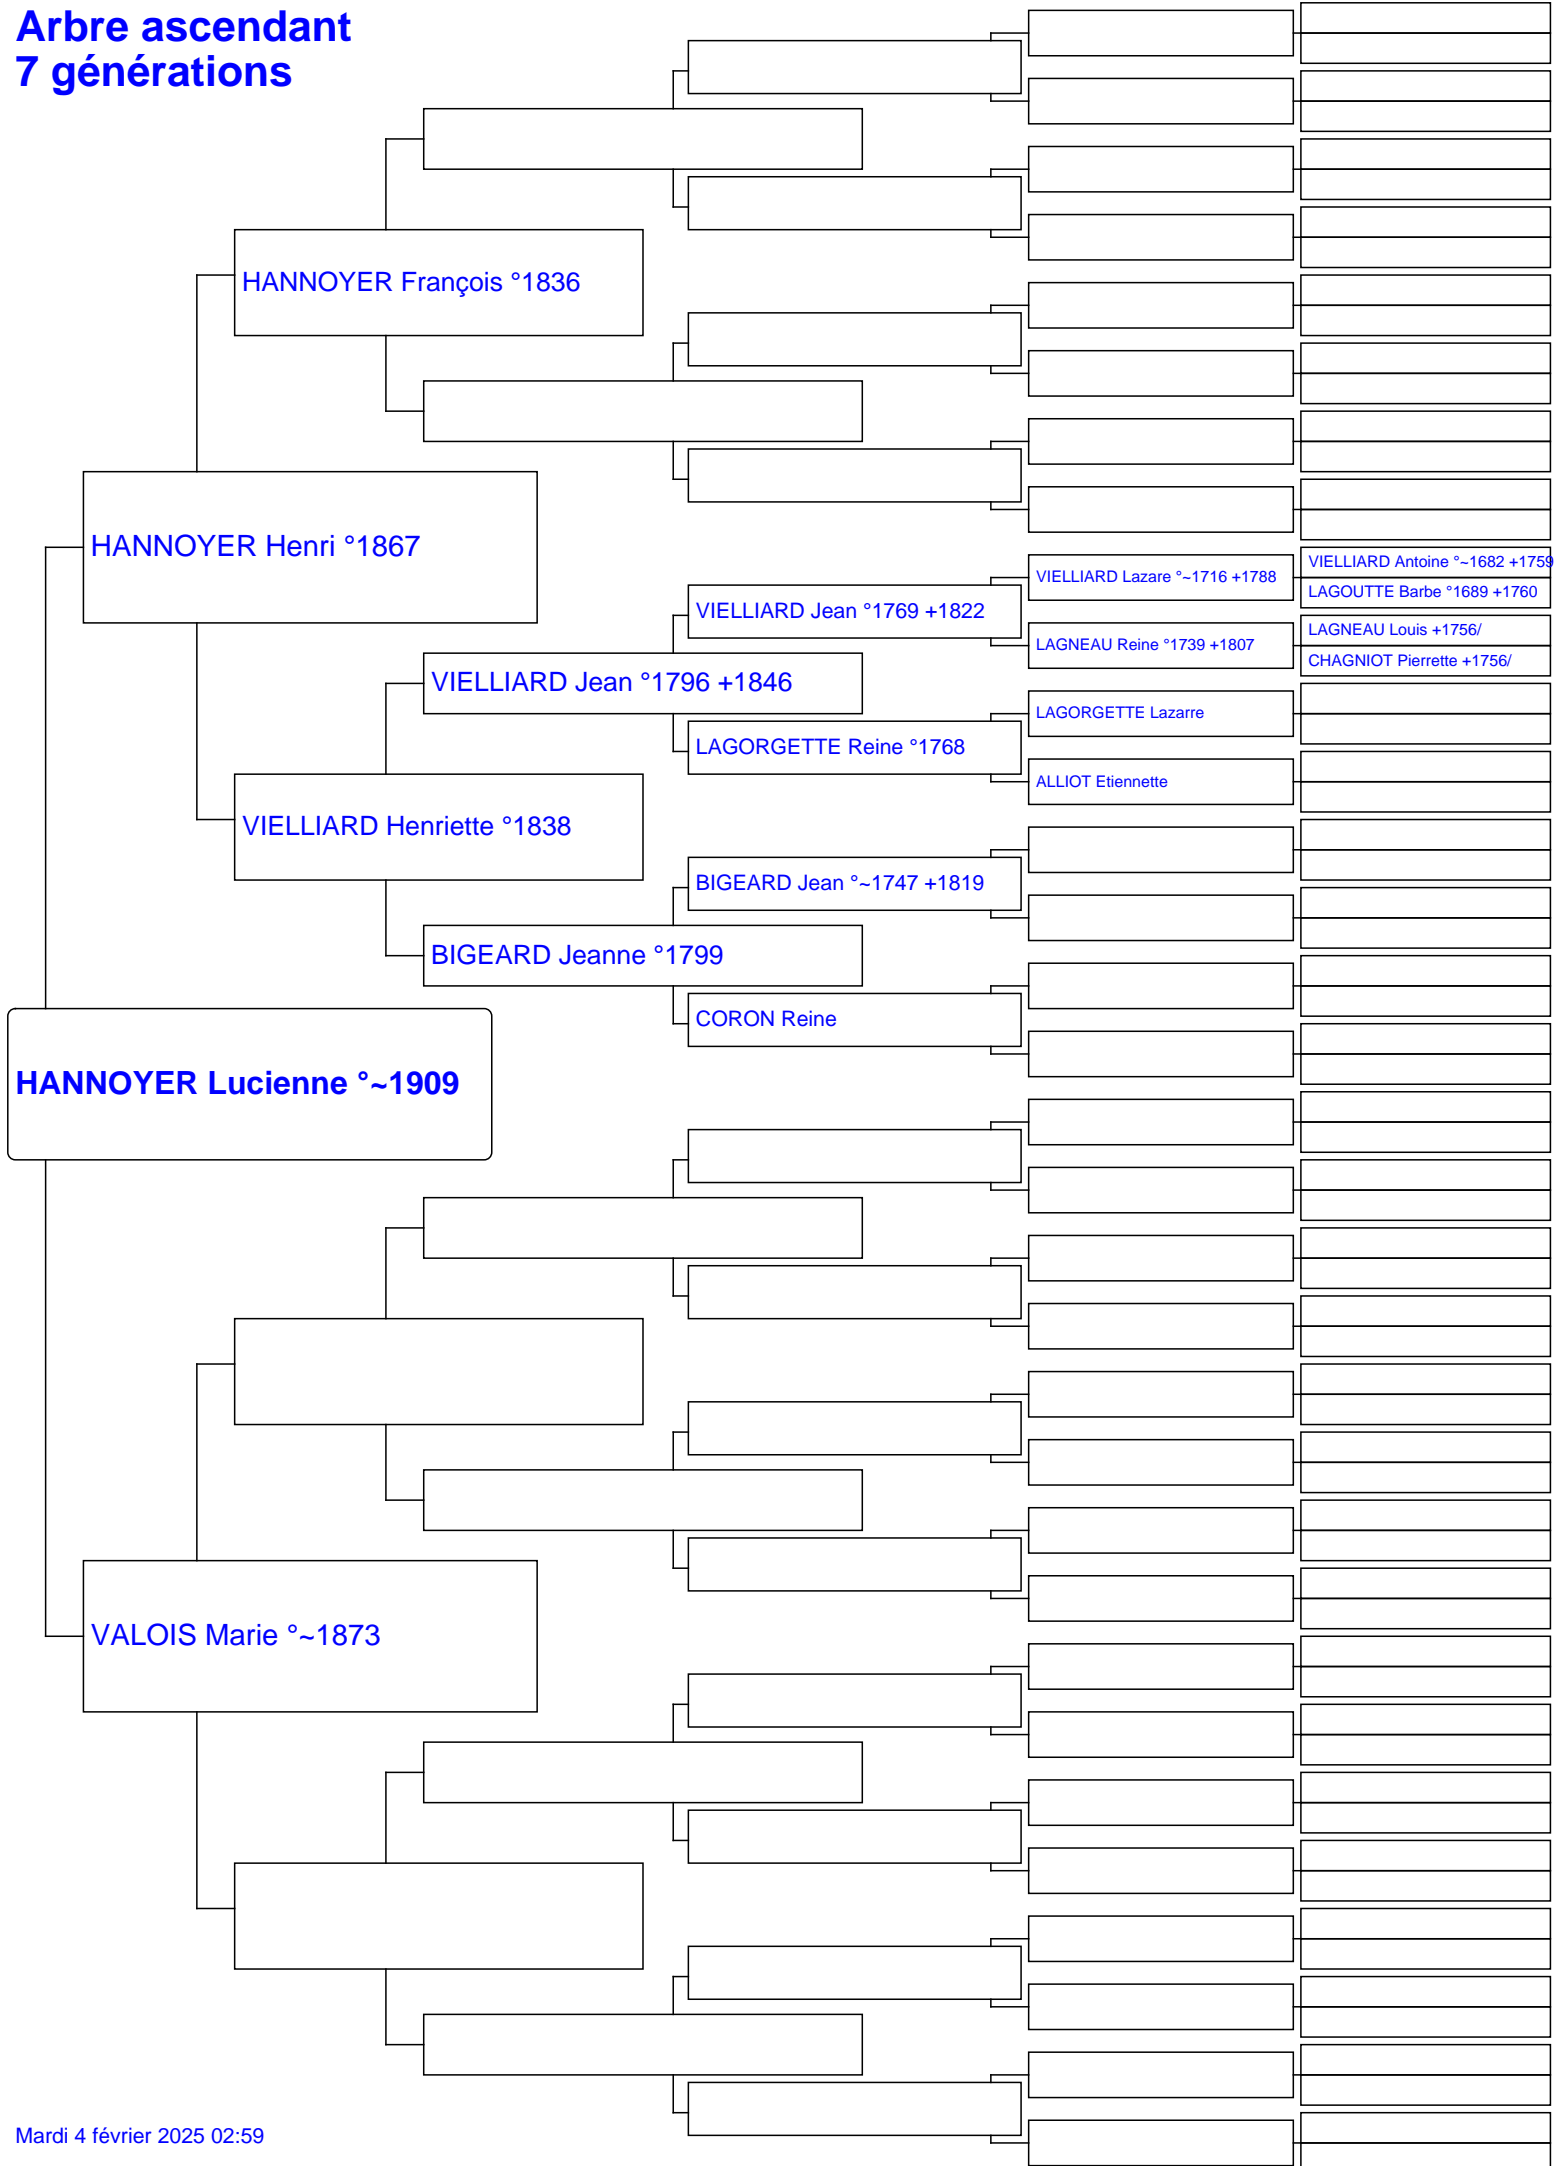 Arbre ascendant
7 générations
HANNOYER François °1836
HANNOYER Henri °1867
VIELLIARD Antoine °~1682 +1759
VIELLIARD Lazare °~1716 +1788
LAGOUTTE Barbe °1689 +1760
VIELLIARD Jean °1769 +1822
LAGNEAU Louis +1756/
LAGNEAU Reine °1739 +1807
CHAGNIOT Pierrette +1756/
VIELLIARD Jean °1796 +1846
LAGORGETTE Lazarre
LAGORGETTE Reine °1768
ALLIOT Etiennette
VIELLIARD Henriette °1838
BIGEARD Jean °~1747 +1819
BIGEARD Jeanne °1799
CORON Reine
HANNOYER Lucienne °~1909
VALOIS Marie °~1873
Mardi 4 février 2025 02:59